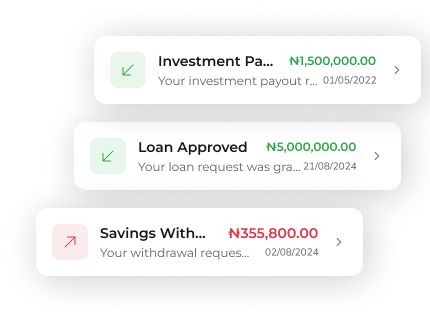 Investment Pa... ₦1,500,000.00
Your investment payout r... 01/05/2022
Loan Approved ₦5,000,000.00
Your loan request was gra... 21/08/2024
Savings With... ₦355,800.00
Your withdrawal reques... 02/08/2024